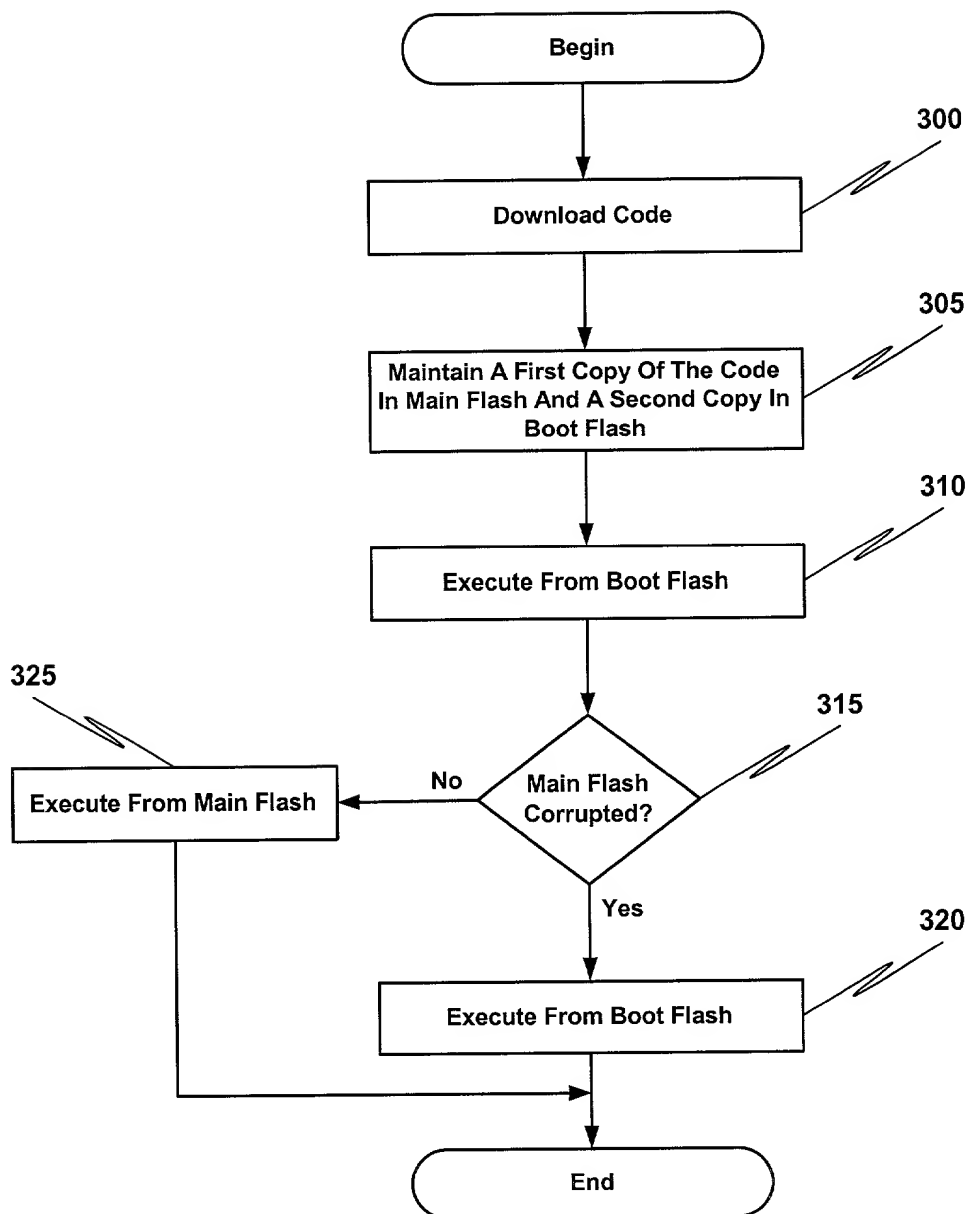 Begin
300
Download Code
305
Maintain A First Copy Of The Code
In Main Flash And A Second Copy In
Boot Flash
310
Execute From Boot Flash
325
315
Execute From Main Flash
No
Main Flash
Corrupted?
Yes
320
Execute From Boot Flash
End